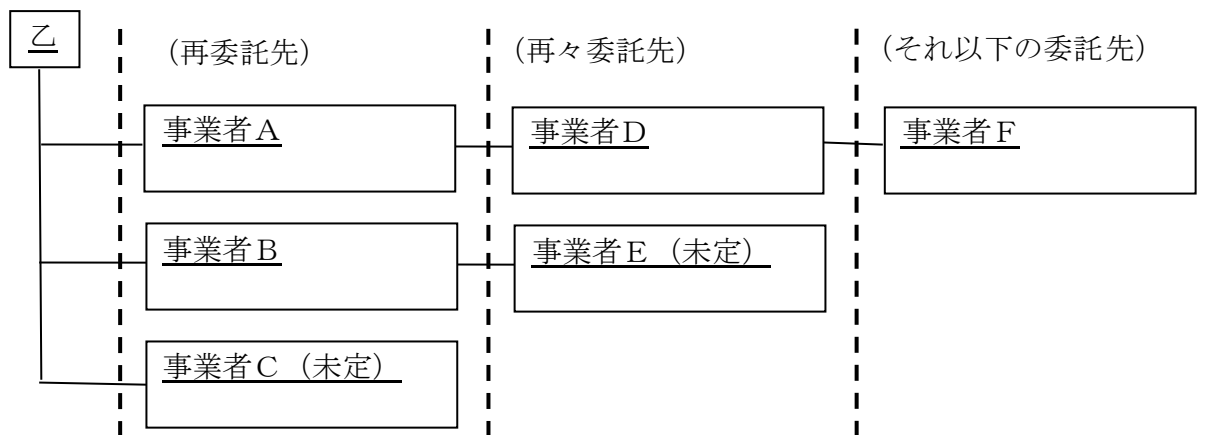 乙
（再委託先）
（再々委託先）
（それ以下の委託先）
事業者Ａ
事業者Ｄ
事業者Ｆ
事業者Ｂ
事業者Ｅ（未定）
事業者Ｃ（未定）